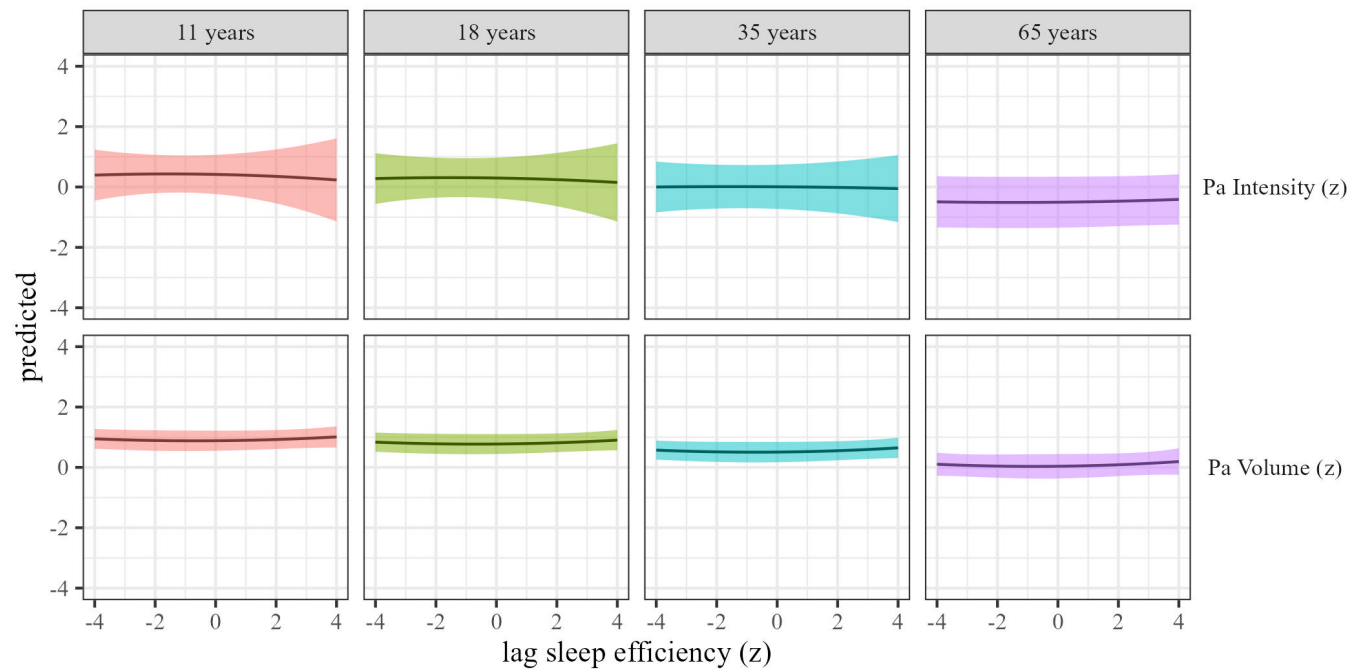 11 years
18 years
35 years
65 years
4
2
0
-2
-4
Pa Intensity (z)
predicted
4
2
0
-2
-4
Pa Volume (z)
-4 -2 0 2 4
-4 -2 0 2 4
-4 -2 0 2 4
-4 -2 0 2 4
lag sleep efficiency (z)